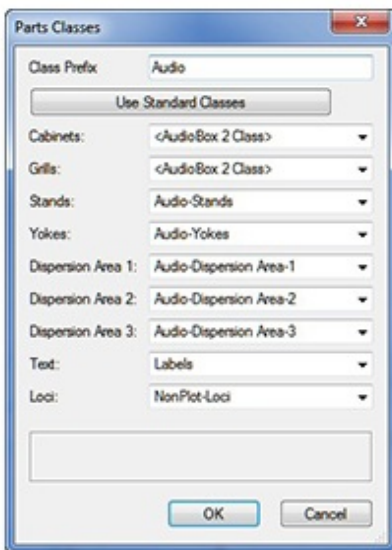 Parts Classes
Class Prefix Audio
Use Standard Classes
Cabinets: <AudioBox 2 Class>
Grills: <AudioBox 2 Class>
Stands: Audio-Stands
Yokes: Audio-Yokes
Dispersion Area 1: Audio-Dispersion Area-1
Dispersion Area 2: Audio-Dispersion Area-2
Dispersion Area 3: Audio-Dispersion Area-3
Text: Labels
Loci: NonPlot-Loci
OK Cancel